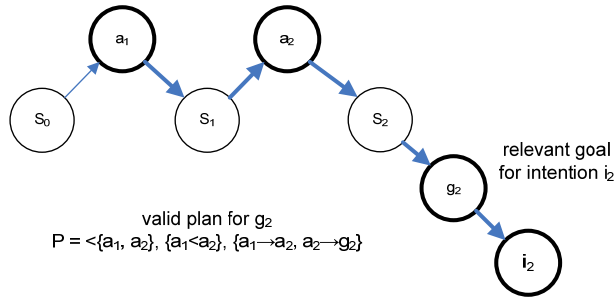 a₁
a₂
S₀
S₁
S₂
relevant goal
for intention i₂
g₂
valid plan for g₂
P = <{a₁, a₂}, {a₁<a₂}, {a₁→a₂, a₂→g₂}
i₂